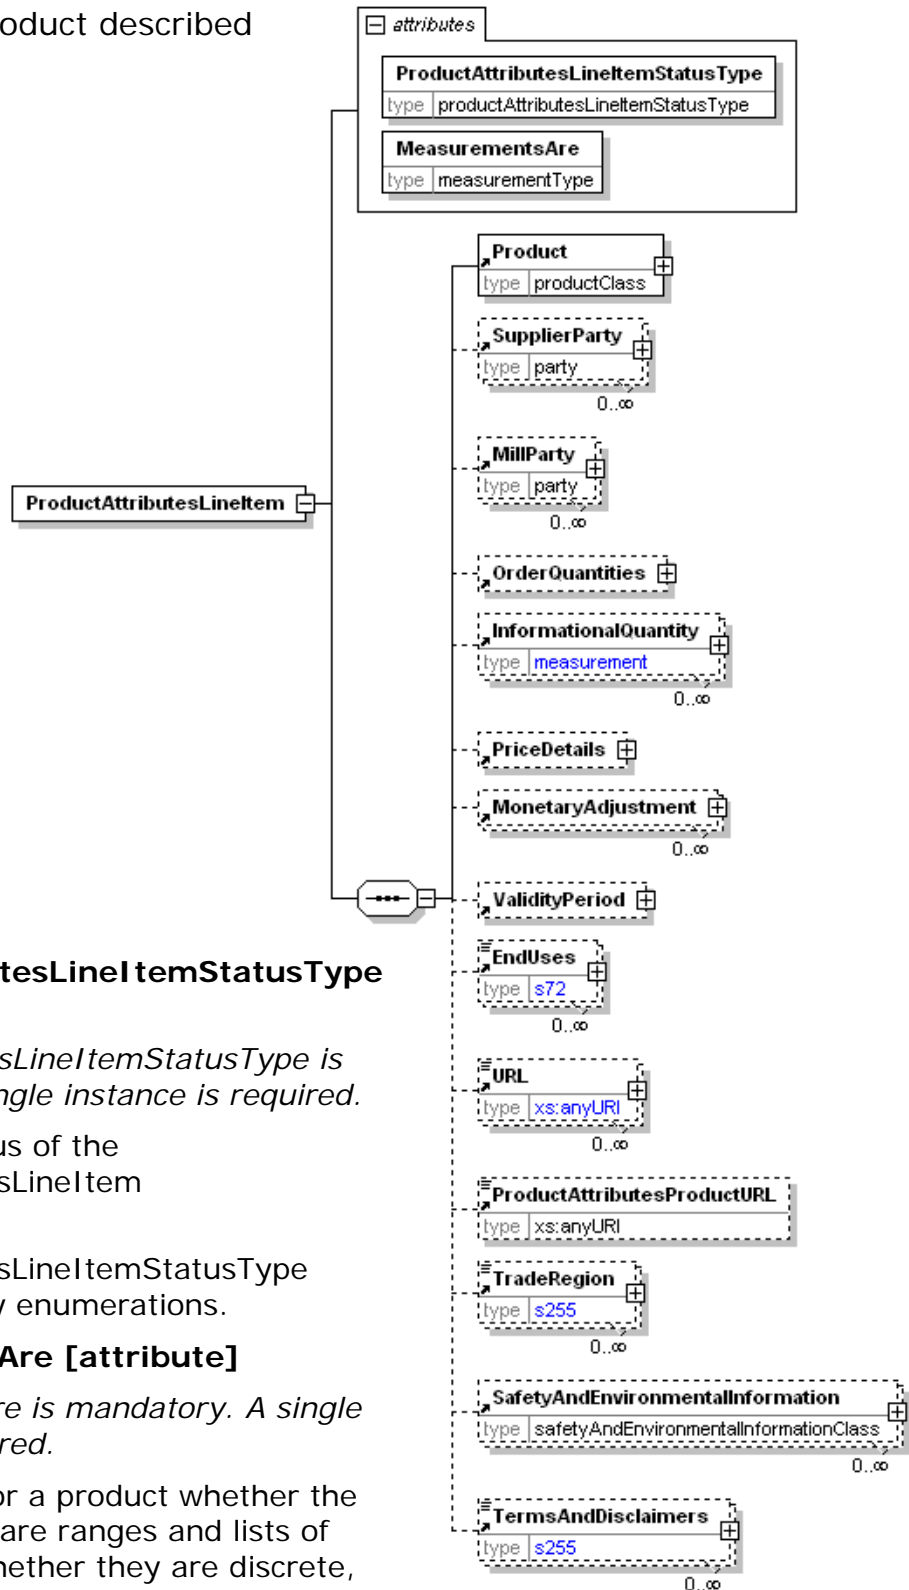 oduct described
attributes
ProductAttributesLineItemStatusType
type productAttributesLineItemStatusType
MeasurementsAre
type measurementType
Product
type productClass
SupplierParty
type party
0..∞
MillParty
type party
0..∞
ProductAttributesLineItem
OrderQuantities
InformationalQuantity
type measurement
0..∞
PriceDetails
MonetaryAdjustment
0..∞
ValidityPeriod
EndUses
type s72
0..∞
URL
type xs:anyURI
0..∞
ProductAttributesProductURL
type xs:anyURI
TradeRegion
type s255
0..∞
SafetyAndEnvironmentalInformation
type safetyAndEnvironmentalInformationClass
0..∞
TermsAndDisclaimers
type s255
0..∞
tesLineItemStatusType
sLineItemStatusType is
ngle instance is required.
us of the
sLineItem
sLineItemStatusType
y enumerations.
Are [attribute]
re is mandatory. A single
red.
or a product whether the
are ranges and lists of
hether they are discrete,